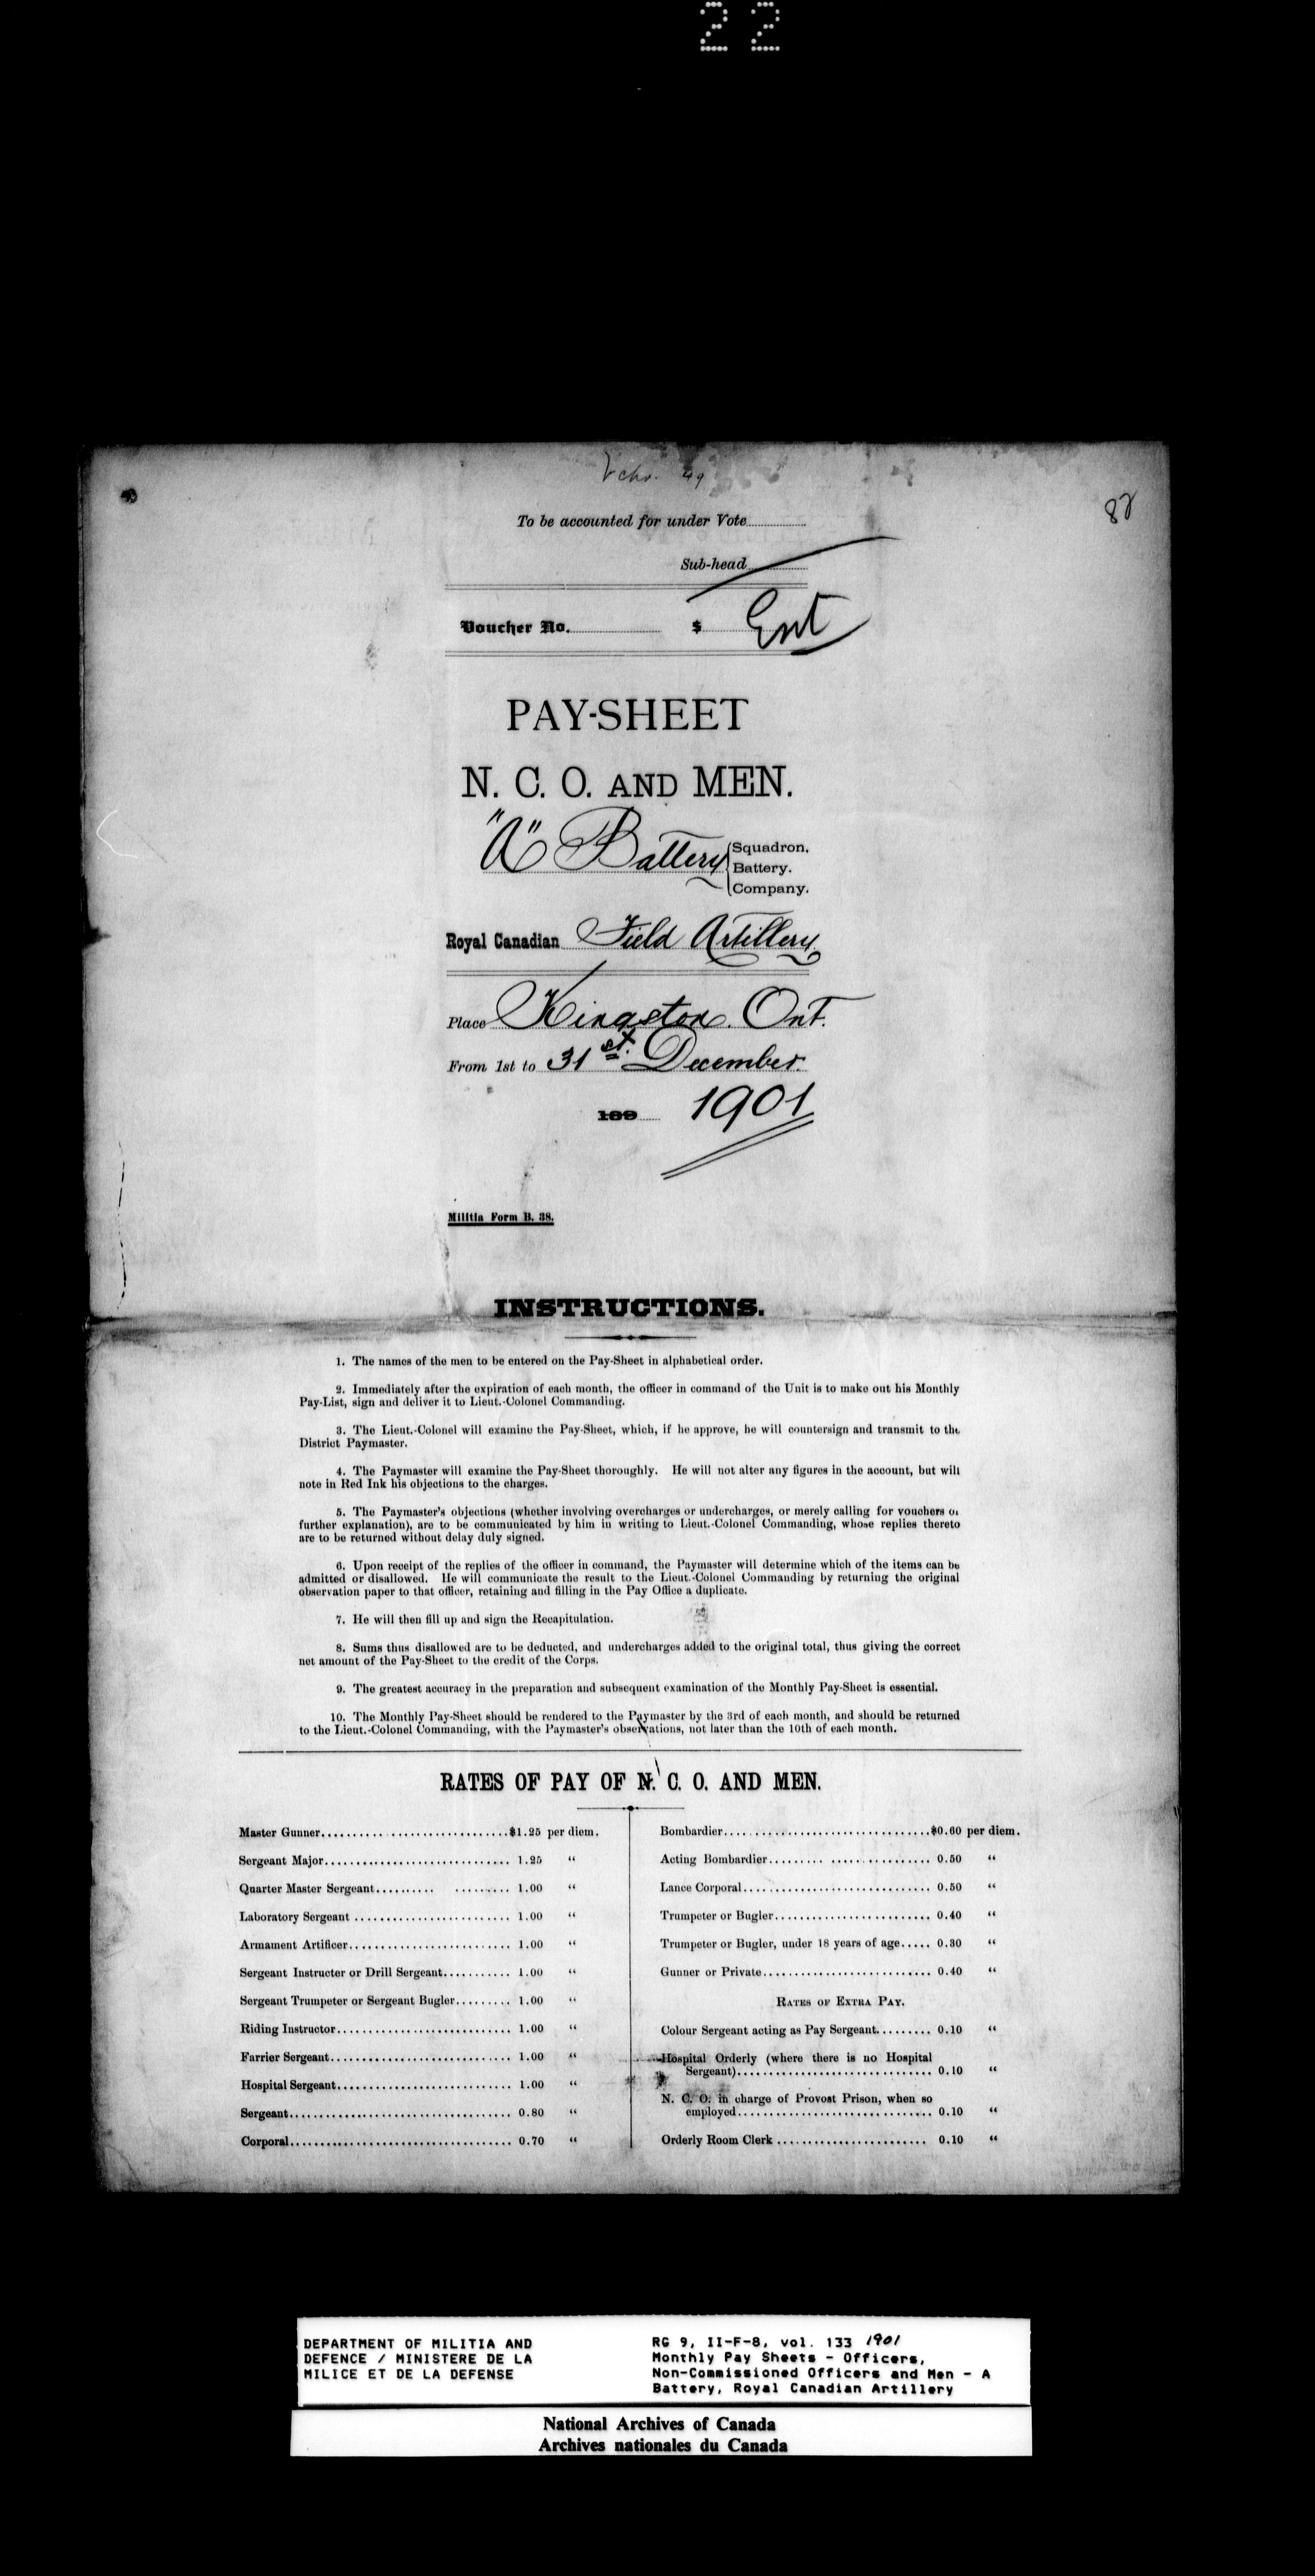 22
Vchr. 49
82
To be accounted for under Vote
Sub-head
Voucher No. $ Ent
PAY-SHEET
N. C. O. AND MEN.
"A" Battery
Squadron.
Battery.
Company.
Royal Canadian Field Artillery
Place Kingston. Ont.
From 1st to 31st. December.
189 1901
Militia Form B. 38.
INSTRUCTIONS.
1. The names of the men to be entered on the Pay-Sheet in alphabetical order.
2. Immediately after the expiration of each month, the officer in command of the Unit is to make out his Monthly
Pay-List, sign and deliver it to Lieut.-Colonel Commanding.
3. The Lieut.-Colonel will examine the Pay-Sheet, which, if he approve, he will countersign and transmit to the
District Paymaster.
4. The Paymaster will examine the Pay-Sheet thoroughly. He will not alter any figures in the account, but will
note in Red Ink his objections to the charges.
5. The Paymaster's objections (whether involving overcharges or undercharges, or merely calling for vouchers or
further explanation), are to be communicated by him in writing to Lieut.-Colonel Commanding, whose replies thereto
are to be returned without delay duly signed.
6. Upon receipt of the replies of the officer in command, the Paymaster will determine which of the items can be
admitted or disallowed. He will communicate the result to the Lieut.-Colonel Commanding by returning the original
observation paper to that officer, retaining and filling in the Pay Office a duplicate.
7. He will then fill up and sign the Recapitulation.
8. Sums thus disallowed are to be deducted, and undercharges added to the original total, thus giving the correct
net amount of the Pay-Sheet to the credit of the Corps.
9. The greatest accuracy in the preparation and subsequent examination of the Monthly Pay-Sheet is essential.
10. The Monthly Pay-Sheet should be rendered to the Paymaster by the 3rd of each month, and should be returned
to the Lieut.-Colonel Commanding, with the Paymaster's observations, not later than the 10th of each month.
RATES OF PAY OF N. C. O. AND MEN.
Master Gunner $1.25 per diem.
Sergeant Major 1.25 "
Quarter Master Sergeant 1.00 "
Laboratory Sergeant 1.00 "
Armament Artificer 1.00 "
Sergeant Instructer or Drill Sergeant 1.00 "
Sergeant Trumpeter or Sergeant Bugler 1.00 "
Riding Instructor 1.00 "
Farrier Sergeant 1.00 "
Hospital Sergeant 1.00 "
Sergeant 0.80 "
Corporal 0.70 "
Bombardier $0.60 per diem.
Acting Bombardier 0.50 "
Lance Corporal 0.50 "
Trumpeter or Bugler 0.40 "
Trumpeter or Bugler, under 18 years of age 0.30 "
Gunner or Private 0.40 "
RATES OF EXTRA PAY.
Colour Sergeant acting as Pay Sergeant 0.10 "
Hospital Orderly (where there is no Hospital
Sergeant) 0.10 "
N. C. O. in charge of Provost Prison, when so
employed 0.10 "
Orderly Room Clerk 0.10 "
DEPARTMENT OF MILITIA AND
DEFENCE / MINISTERE DE LA
MILICE ET DE LA DEFENSE
RG 9, II-F-8, vol. 133 1901
Monthly Pay Sheets - Officers,
Non-Commissioned Officers and Men - A
Battery, Royal Canadian Artillery
National Archives of Canada
Archives nationales du Canada